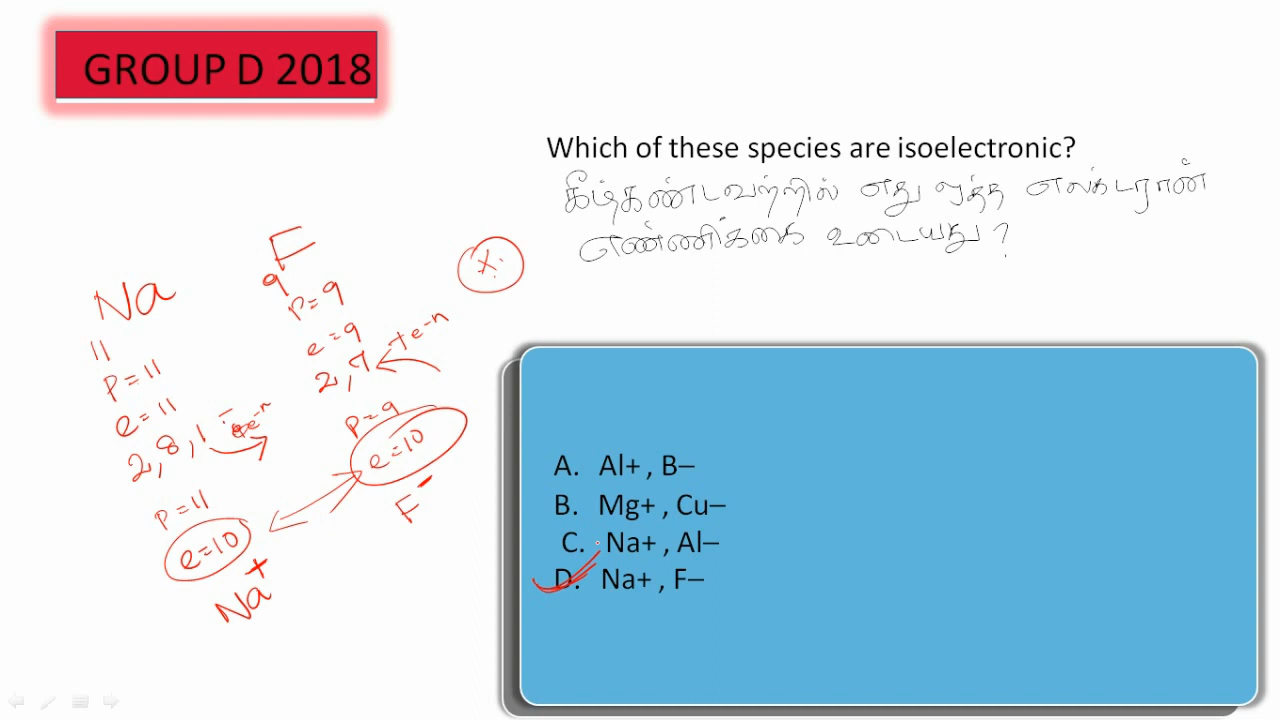 GROUP D 2018
Which of these species are isoelectronic?
கீழ்கண்டவற்றில் எது ஒத்த எலக்டரான்
எண்ணிக்கை உடையது?
Na
11
P=11
e=11
2,8,1
P=11
e=10
Na+
F
9
P=9
e=9
2,7 +e-n
P=9
e=10
F-
X
A. Al+ , B–
B. Mg+ , Cu–
C. Na+ , Al–
D. Na+ , F–